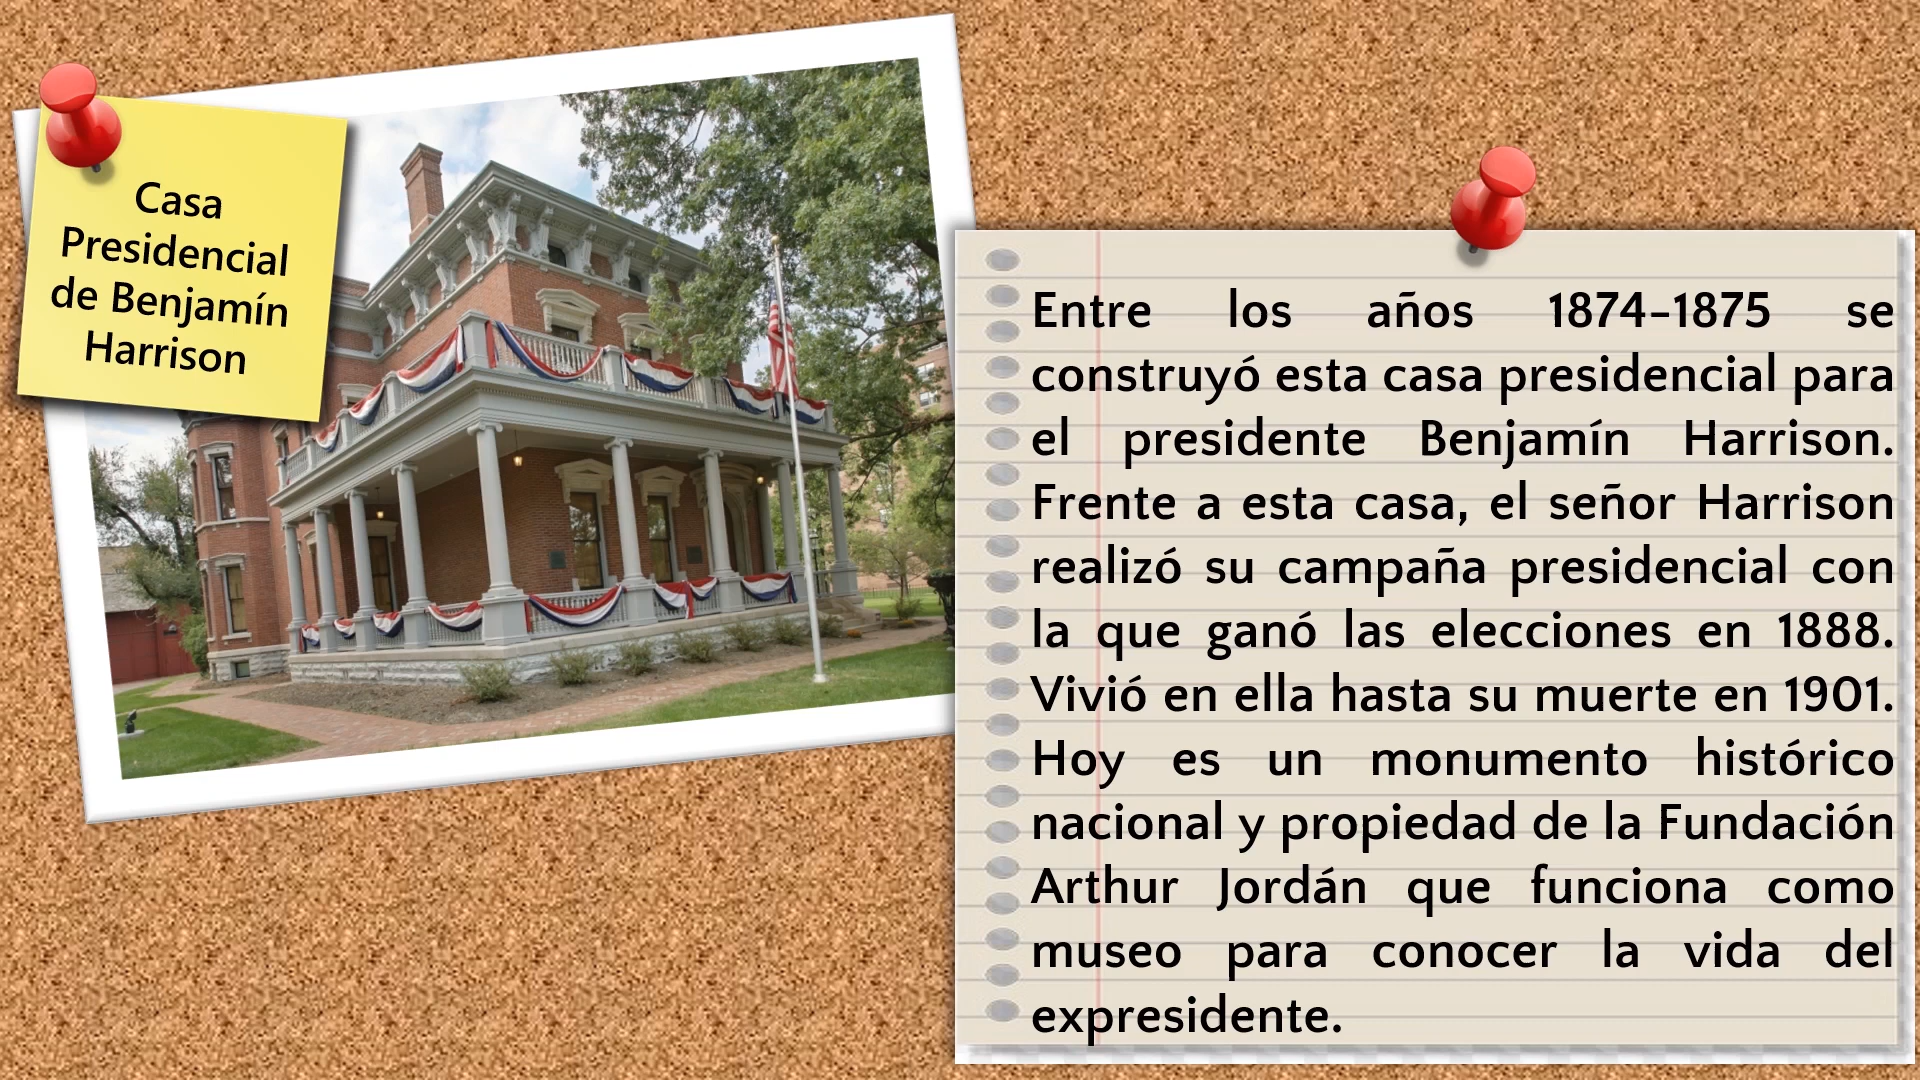 Casa
Presidencial
de Benjamín
Harrison
Entre los años 1874-1875 se
construyó esta casa presidencial para
el presidente Benjamín Harrison.
Frente a esta casa, el señor Harrison
realizó su campaña presidencial con
la que ganó las elecciones en 1888.
Vivió en ella hasta su muerte en 1901.
Hoy es un monumento histórico
nacional y propiedad de la Fundación
Arthur Jordán que funciona como
museo para conocer la vida del
expresidente.